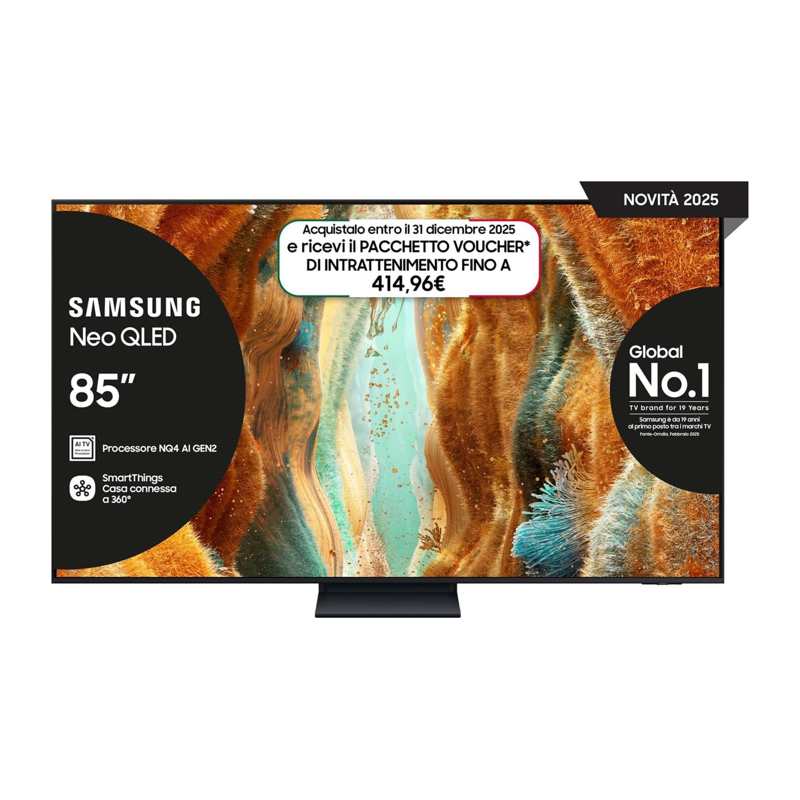 NOVITÀ 2025
Acquistalo entro il 31 dicembre 2025
e ricevi il PACCHETTO VOUCHER*
DI INTRATTENIMENTO FINO A
414,96€
SAMSUNG
Neo QLED
85”
AI TV
Processore NQ4 AI GEN2
SmartThings
Casa connessa
a 360°
Global
No.1
TV brand for 19 Years
Samsung è da 19 anni
al primo posto tra i marchi TV
Fonte-Omdia, Febbraio 2025